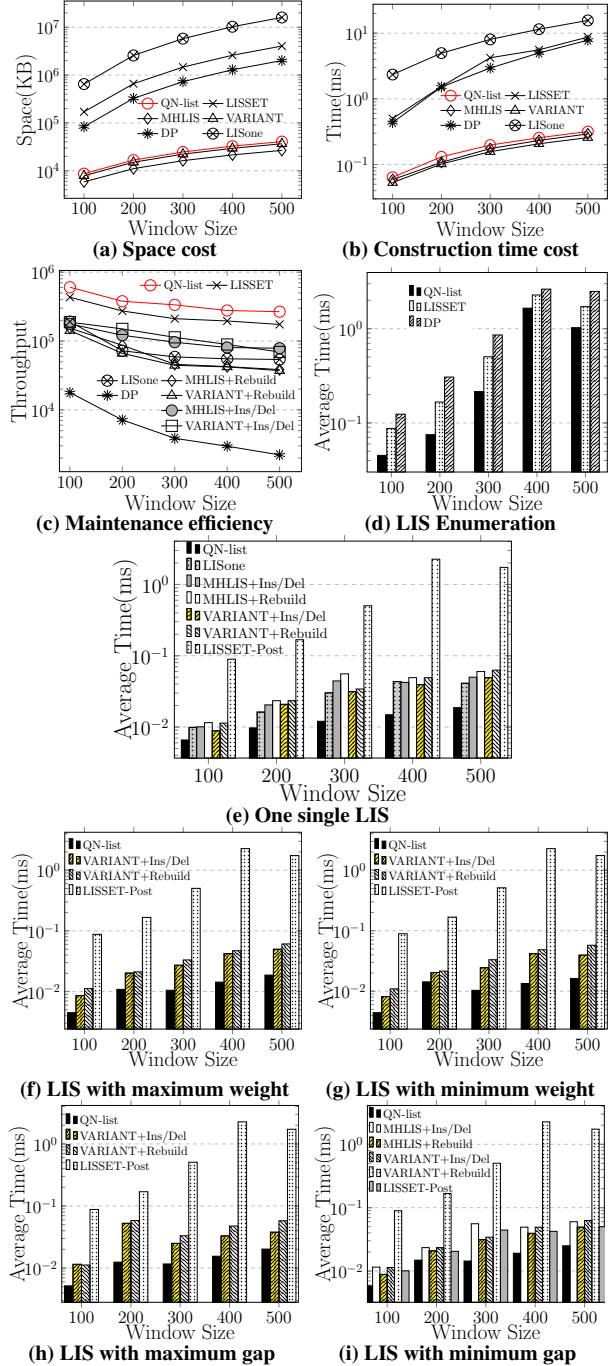 Space(KB)
10^7
10^6
10^5
10^4
QN-list
LISSET
MHLIS
VARIANT
DP
LISone
100 200 300 400 500
Window Size
(a) Space cost
Time(ms)
10^1
10^0
10^-1
QN-list
LISSET
MHLIS
VARIANT
DP
LISone
100 200 300 400 500
Window Size
(b) Construction time cost
Throughput
10^6
10^5
10^4
QN-list
LISSET
LISone
MHLIS+Rebuild
DP
VARIANT+Rebuild
MHLIS+Ins/Del
VARIANT+Ins/Del
100 200 300 400 500
Window Size
(c) Maintenance efficiency
Average Time(ms)
10^0
10^-1
QN-list
LISSET
DP
100 200 300 400 500
Window Size
(d) LIS Enumeration
Average Time(ms)
10^0
10^-1
10^-2
QN-list
LISone
MHLIS+Ins/Del
MHLIS+Rebuild
VARIANT+Ins/Del
VARIANT+Rebuild
LISSET-Post
100 200 300 400 500
Window Size
(e) One single LIS
Average Time(ms)
10^0
10^-1
10^-2
QN-list
VARIANT+Ins/Del
VARIANT+Rebuild
LISSET-Post
100 200 300 400 500
Window Size
(f) LIS with maximum weight
Average Time(ms)
10^0
10^-1
10^-2
QN-list
VARIANT+Ins/Del
VARIANT+Rebuild
LISSET-Post
100 200 300 400 500
Window Size
(g) LIS with minimum weight
Average Time(ms)
10^0
10^-1
10^-2
QN-list
VARIANT+Ins/Del
VARIANT+Rebuild
LISSET-Post
100 200 300 400 500
Window Size
(h) LIS with maximum gap
Average Time(ms)
10^0
10^-1
10^-2
QN-list
MHLIS+Ins/Del
MHLIS+Rebuild
VARIANT+Ins/Del
VARIANT+Rebuild
LISSET-Post
100 200 300 400 500
Window Size
(i) LIS with minimum gap